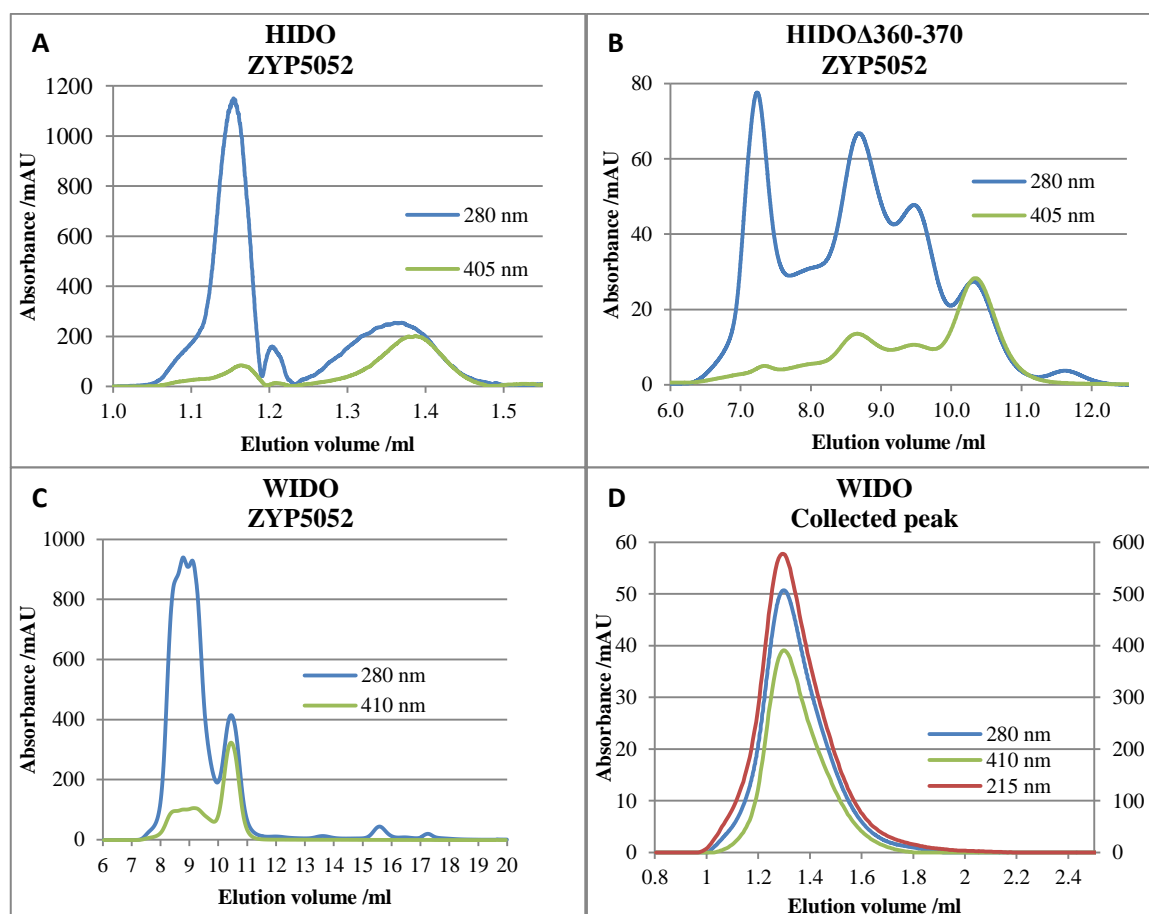 A
HIDO
ZYP5052
1200
1000
800
600
400
200
0
Absorbance /mAU
280 nm
405 nm
1.0 1.1 1.2 1.3 1.4 1.5
Elution volume /ml
B
HIDOΔ360-370
ZYP5052
80
60
40
20
0
Absorbance /mAU
280 nm
405 nm
6.0 7.0 8.0 9.0 10.0 11.0 12.0
Elution volume /ml
C
WIDO
ZYP5052
1000
800
600
400
200
0
Absorbance /mAU
280 nm
410 nm
6 7 8 9 10 11 12 13 14 15 16 17 18 19 20
Elution volume /ml
D
WIDO
Collected peak
60
50
40
30
20
10
0
Absorbance /mAU
600
500
400
300
200
100
0
280 nm
410 nm
215 nm
0.8 1 1.2 1.4 1.6 1.8 2 2.2 2.4
Elution volume /ml